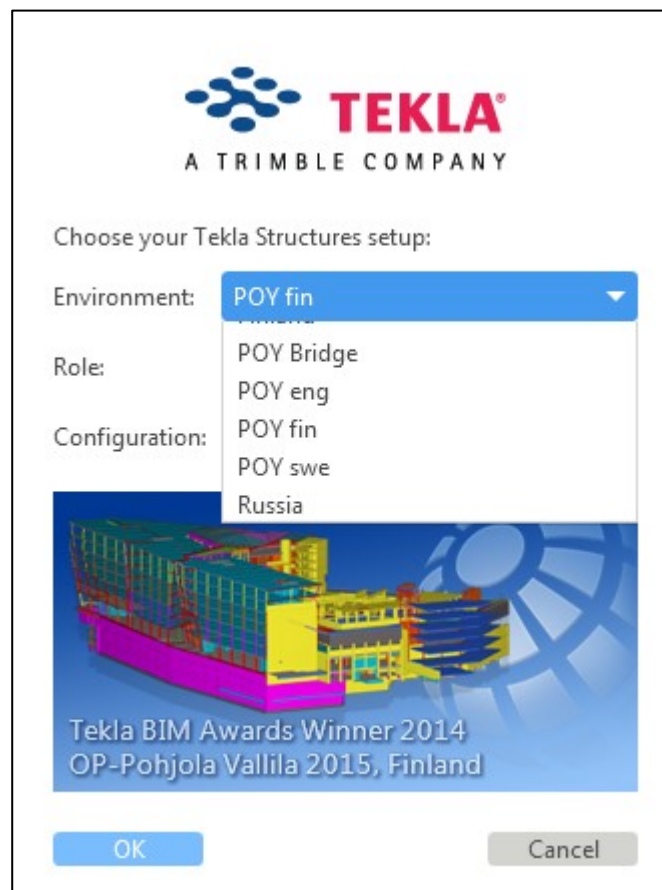 TEKLA®
A TRIMBLE COMPANY
Choose your Tekla Structures setup:
Environment: POY fin
Finland
POY Bridge
Role:
POY eng
POY fin
Configuration:
POY swe
Russia
Tekla BIM Awards Winner 2014
OP-Pohjola Vallila 2015, Finland
OK Cancel